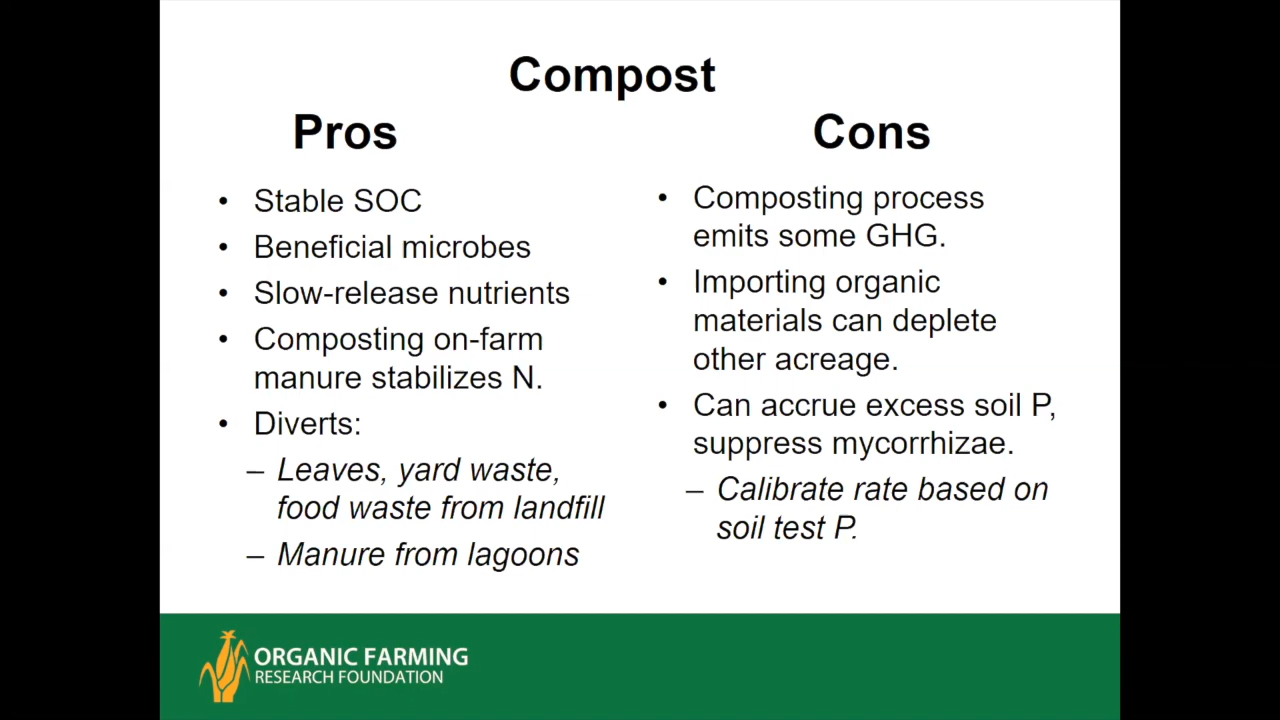 Compost
Pros
• Stable SOC
• Beneficial microbes
• Slow-release nutrients
• Composting on-farm
manure stabilizes N.
• Diverts:
– Leaves, yard waste,
food waste from landfill
– Manure from lagoons
Cons
• Composting process
emits some GHG.
• Importing organic
materials can deplete
other acreage.
• Can accrue excess soil P,
suppress mycorrhizae.
– Calibrate rate based on
soil test P.
ORGANIC FARMING
RESEARCH FOUNDATION